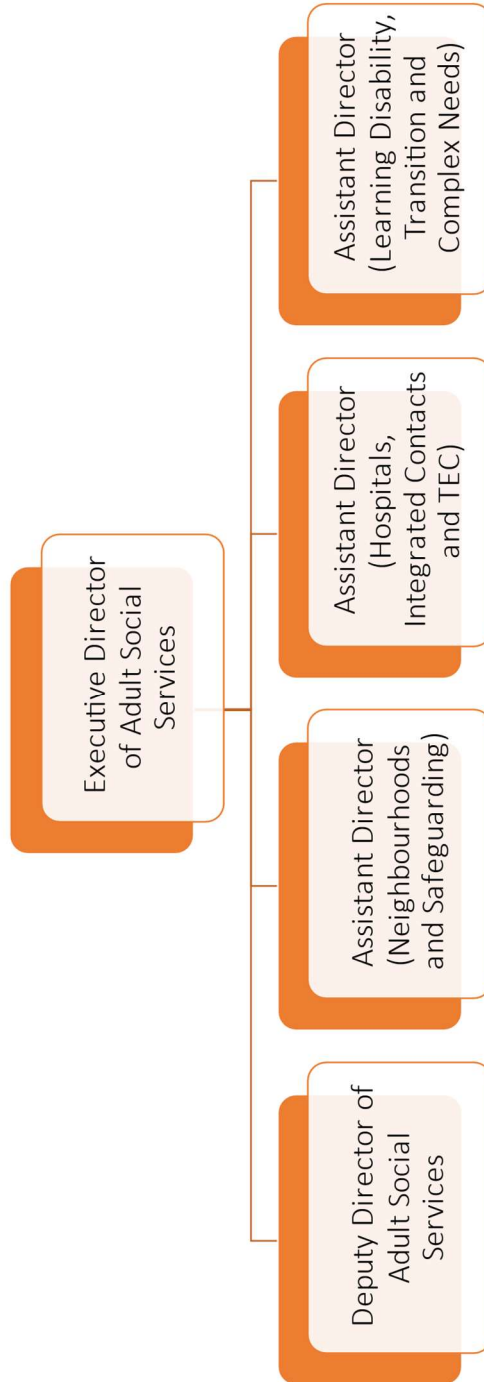 Executive Director
of Adult Social
Services
Deputy Director of
Adult Social
Services
Assistant Director
(Neighbourhoods
and Safeguarding)
Assistant Director
(Hospitals,
Integrated Contacts
and TEC)
Assistant Director
(Learning Disability,
Transition and
Complex Needs)